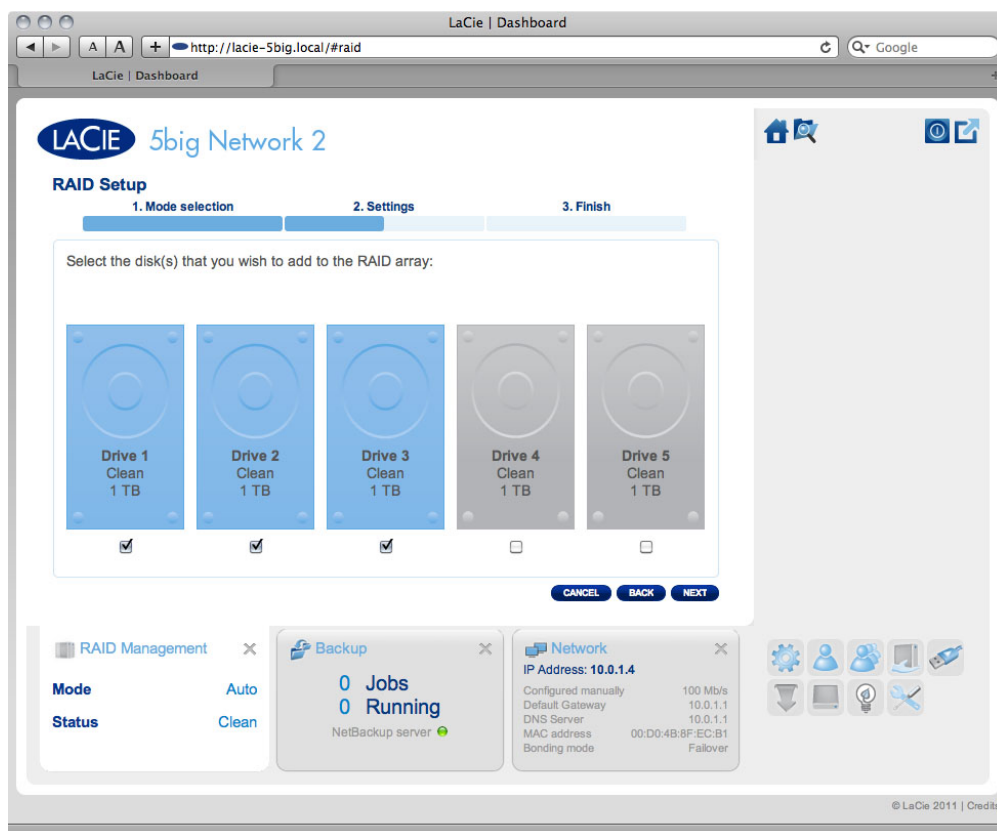 LaCie | Dashboard
A A + http://lacie-5big.local/#raid
Google
LaCie | Dashboard
LACIE 5big Network 2
RAID Setup
1. Mode selection 2. Settings 3. Finish
Select the disk(s) that you wish to add to the RAID array:
Drive 1 Drive 2 Drive 3 Drive 4 Drive 5
Clean Clean Clean Clean Clean
1 TB 1 TB 1 TB 1 TB 1 TB
CANCEL BACK NEXT
RAID Management
Mode Auto
Status Clean
Backup
0 Jobs
0 Running
NetBackup server
Network
IP Address: 10.0.1.4
Configured manually 100 Mb/s
Default Gateway 10.0.1.1
DNS Server 10.0.1.1
MAC address 00:D0:4B:8F:EC:B1
Bonding mode Failover
© LaCie 2011 | Credits